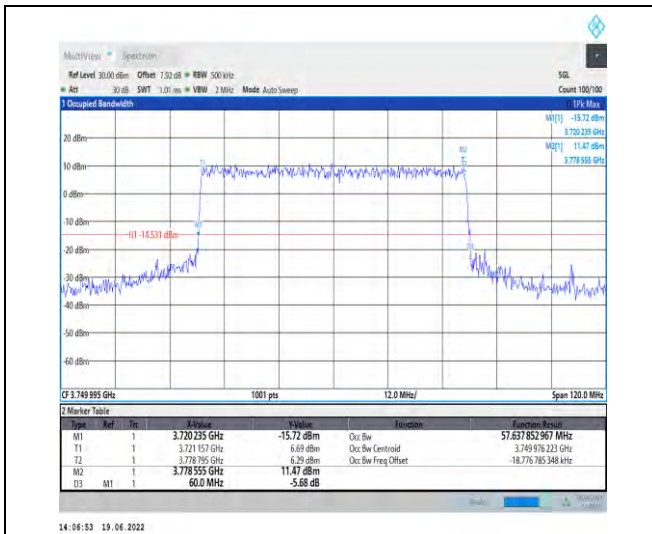 MultiView Spectrum
Ref Level 30.00 dBm Offset 7.92 dB RBW 500 kHz SGL
Att 30 dB SWT 1.01 ms VBW 2 MHz Mode Auto Sweep Count 100/100
1 Occupied Bandwidth 1Pk Max
M1[1] -15.72 dBm
3.720 235 GHz
M2[1] 11.47 dBm
3.778 555 GHz
20 dBm
M2
T1
10 dBm
0 dBm
-10 dBm
M1
H1 -14.531 dBm
-20 dBm
-30 dBm
-40 dBm
-50 dBm
-60 dBm
CF 3.749 995 GHz 1001 pts 12.0 MHz/ Span 120.0 MHz
2 Marker Table
Type Ref Trc X-Value Y-Value Function Function Result
M1 1 3.720 235 GHz -15.72 dBm Occ Bw 57.637 852 967 MHz
T1 1 3.721 157 GHz 6.69 dBm Occ Bw Centroid 3.749 976 223 GHz
T2 1 3.778 795 GHz 6.29 dBm Occ Bw Freq Offset -18.776 785 348 kHz
M2 1 3.778 555 GHz 11.47 dBm
D3 M1 1 60.0 MHz -5.68 dB
14:06:53 19.06.2022